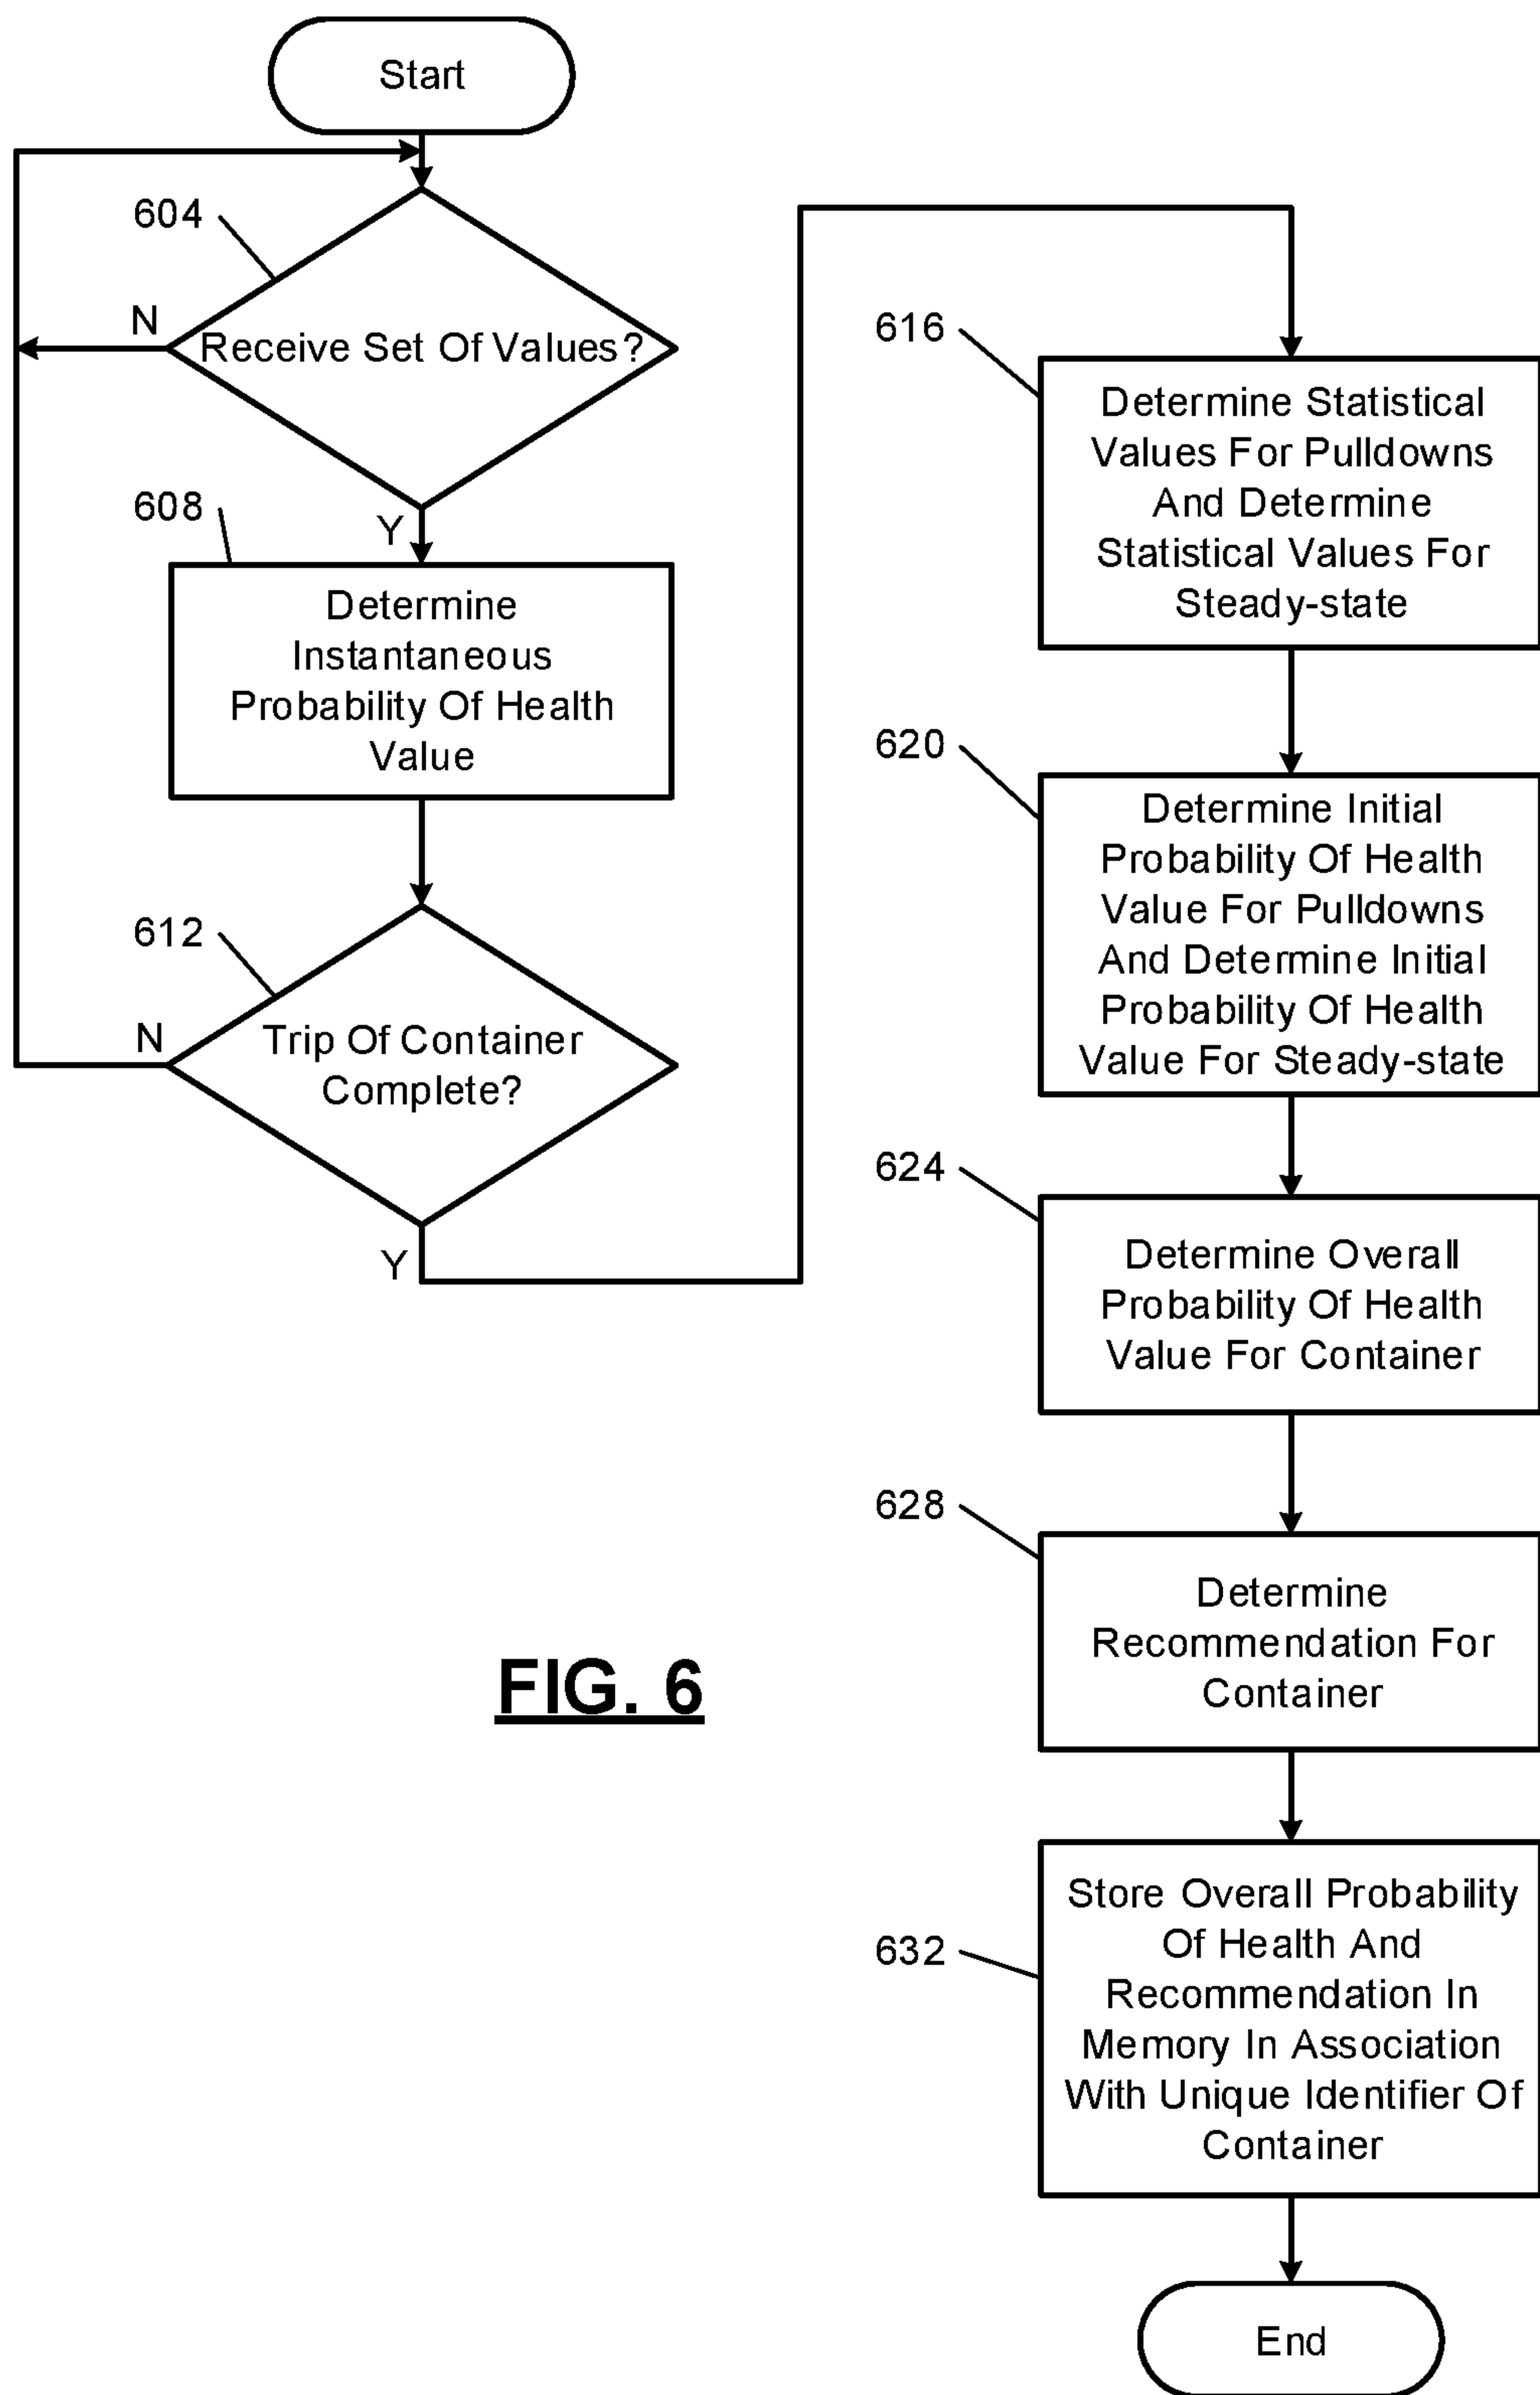 Start
604
N
Receive Set Of Values?
Y
608
Determine
Instantaneous
Probability Of Health
Value
612
N
Trip Of Container
Complete?
Y
616
Determine Statistical
Values For Pulldowns
And Determine
Statistical Values For
Steady-state
620
Determine Initial
Probability Of Health
Value For Pulldowns
And Determine Initial
Probability Of Health
Value For Steady-state
624
Determine Overall
Probability Of Health
Value For Container
628
Determine
Recommendation For
Container
632
Store Overall Probability
Of Health And
Recommendation In
Memory In Association
With Unique Identifier Of
Container
End
FIG. 6